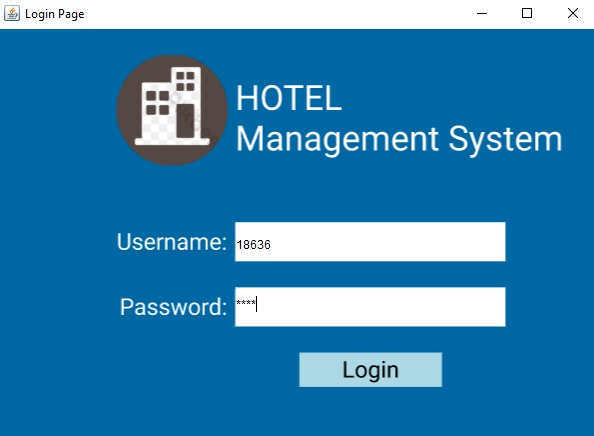 Login Page
HOTEL
Management System
Username: 18636
Password: ****
Login